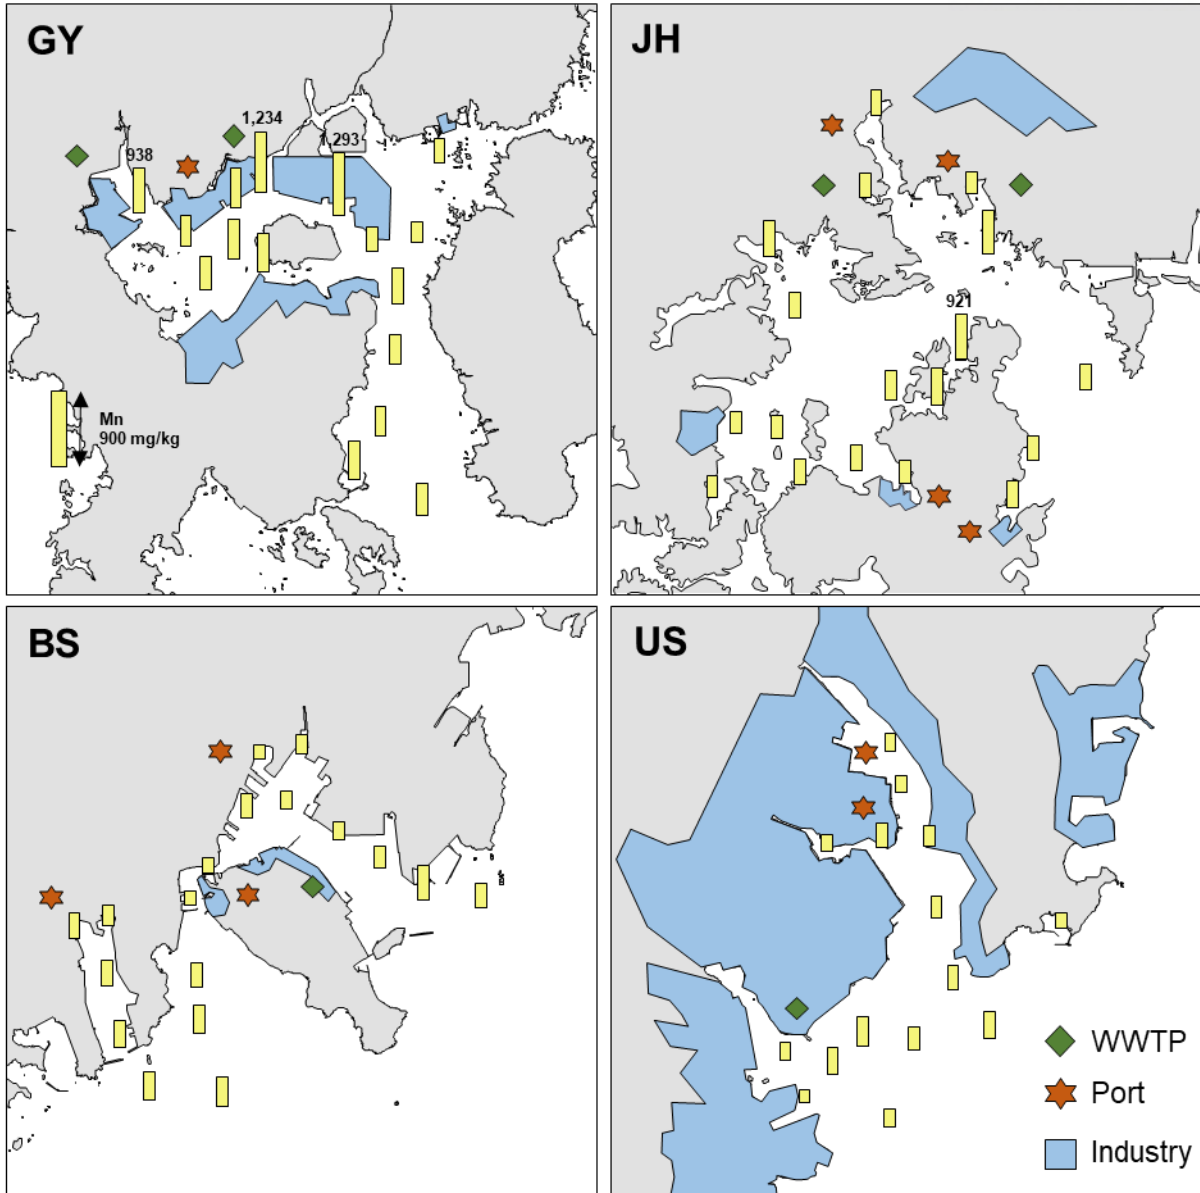 GY
JH
1,234
938
1,293
921
Mn
900 mg/kg
BS
US
WWTP
Port
Industry